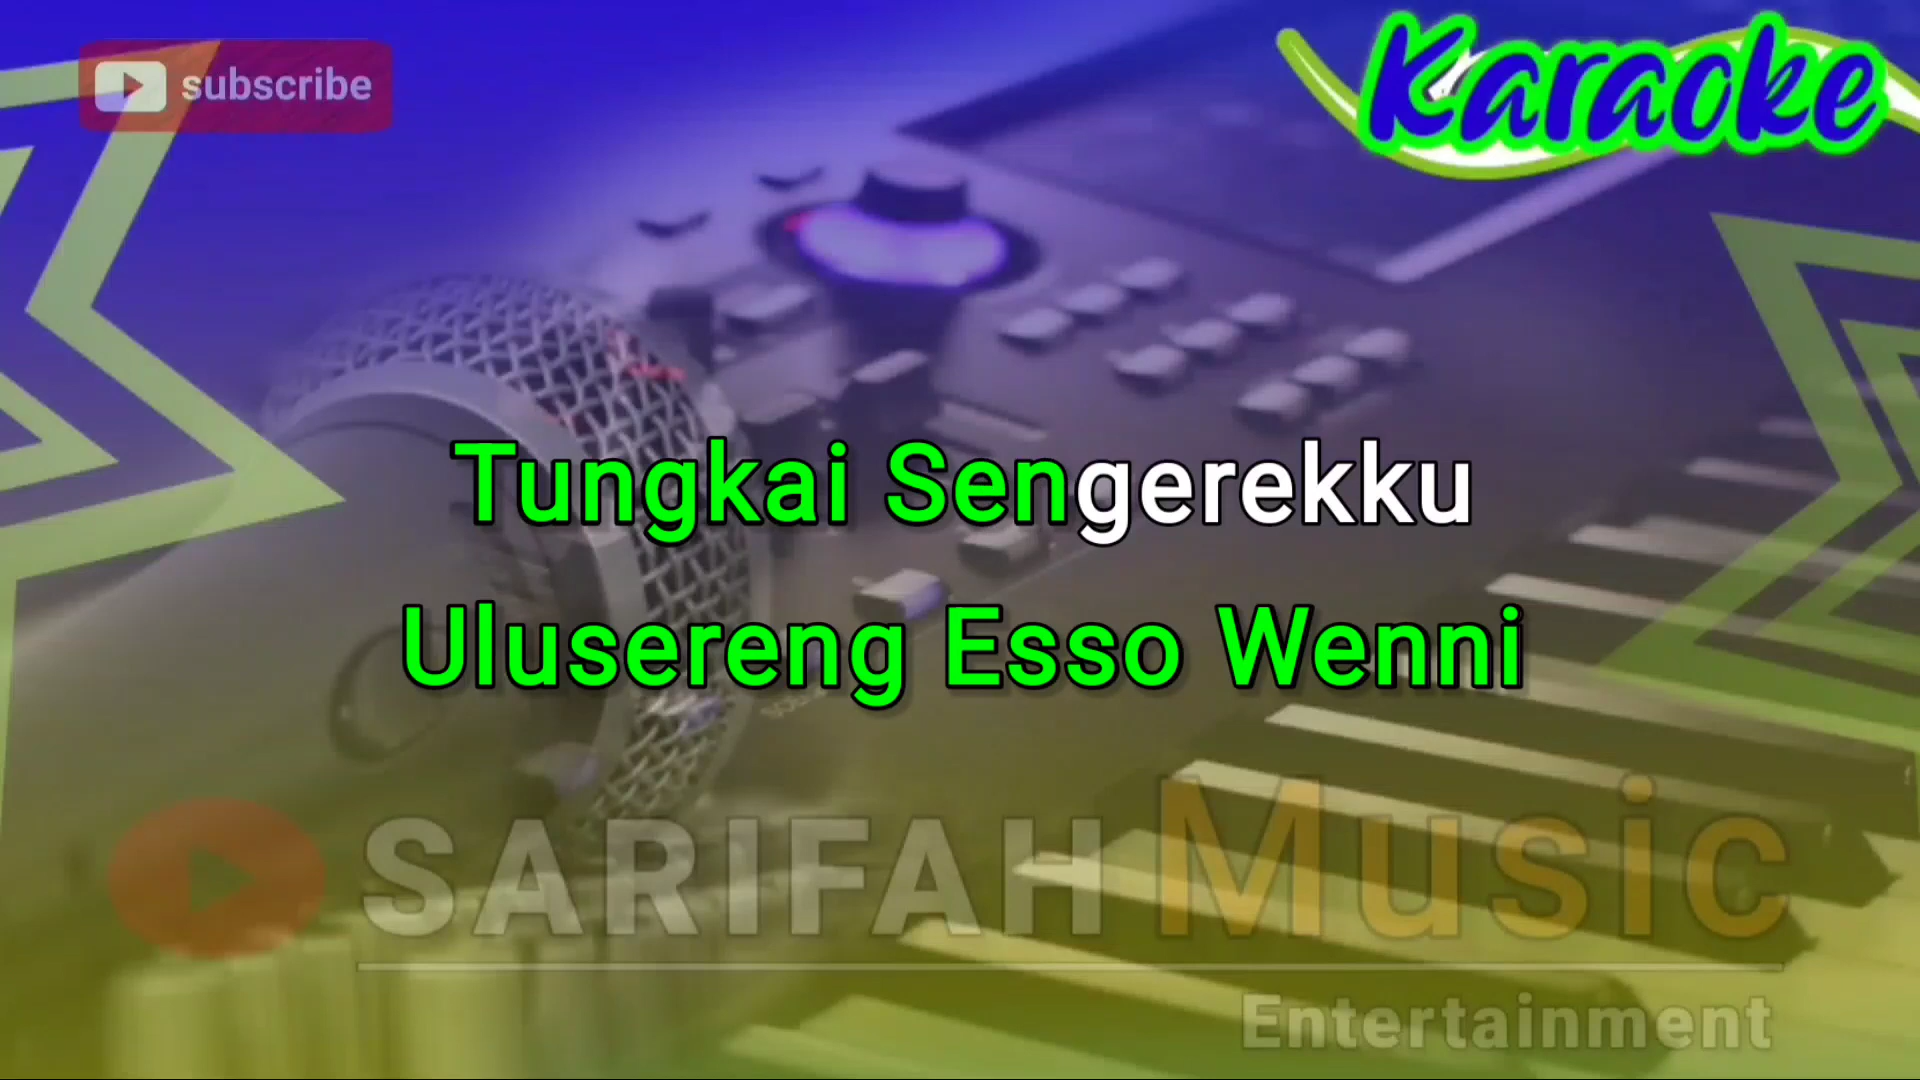 subscribe
Karaoke
Tungkai Sengerekku
Ulusereng Esso Wenni
SARIFAH Music
Entertainment